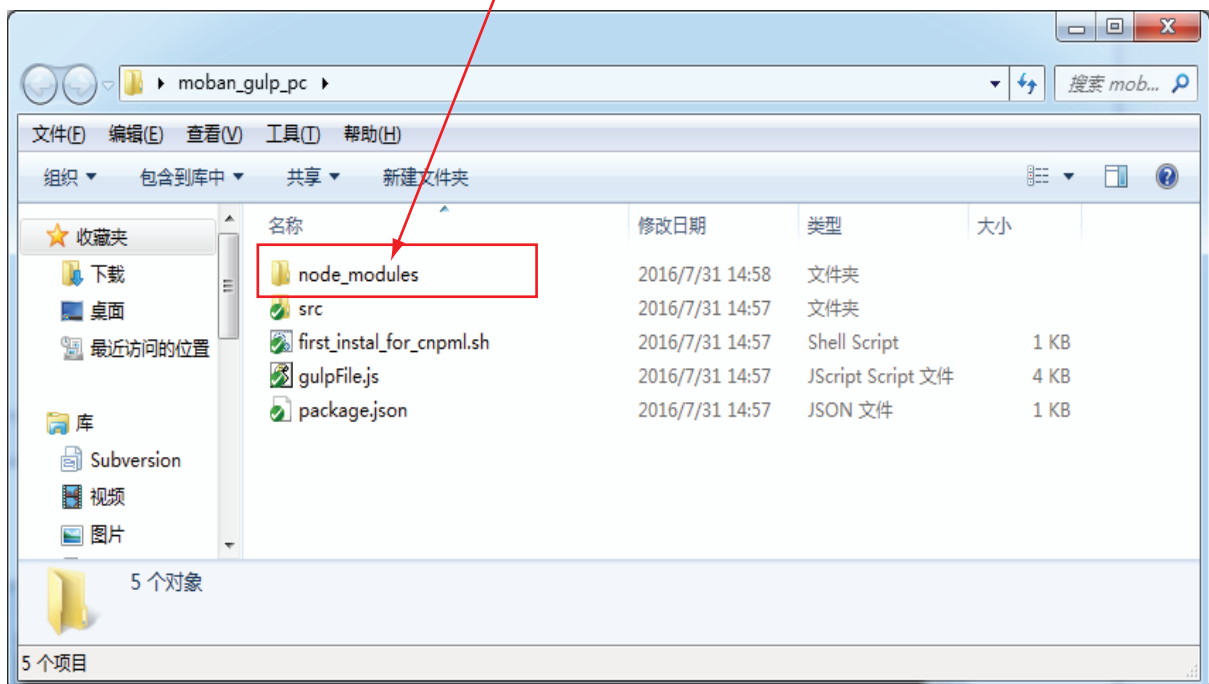 moban_gulp_pc
搜索 mob...
文件(F) 编辑(E) 查看(V) 工具(T) 帮助(H)
组织 包含到库中 共享 新建文件夹
名称 修改日期 类型 大小
收藏夹
下载
桌面
最近访问的位置
库
Subversion
视频
图片
node_modules 2016/7/31 14:58 文件夹
src 2016/7/31 14:57 文件夹
first_instal_for_cnpml.sh 2016/7/31 14:57 Shell Script 1 KB
gulpFile.js 2016/7/31 14:57 JScript Script 文件 4 KB
package.json 2016/7/31 14:57 JSON 文件 1 KB
5 个对象
5 个项目